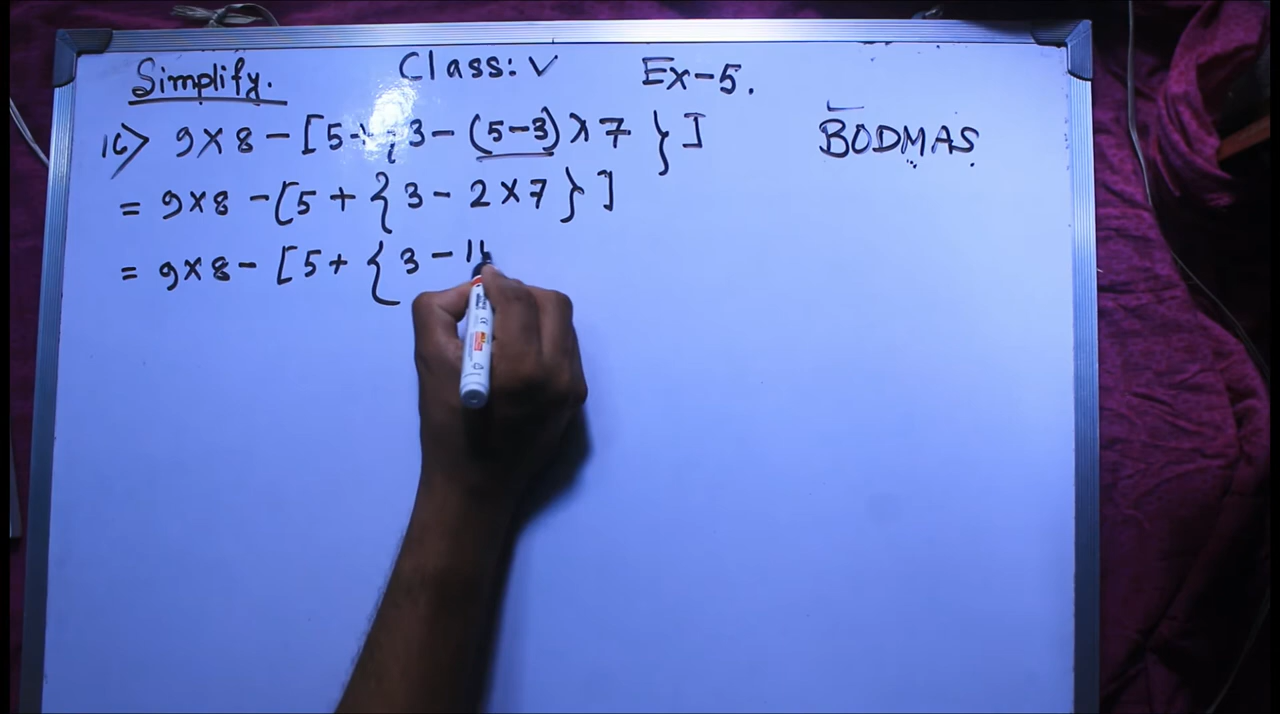 Simplify. Class: V Ex-5.
16> 9×8-[5+{3-(5-3)×7}] BODMAS
= 9×8-[5+{3-2×7}]
= 9×8-[5+{3-14